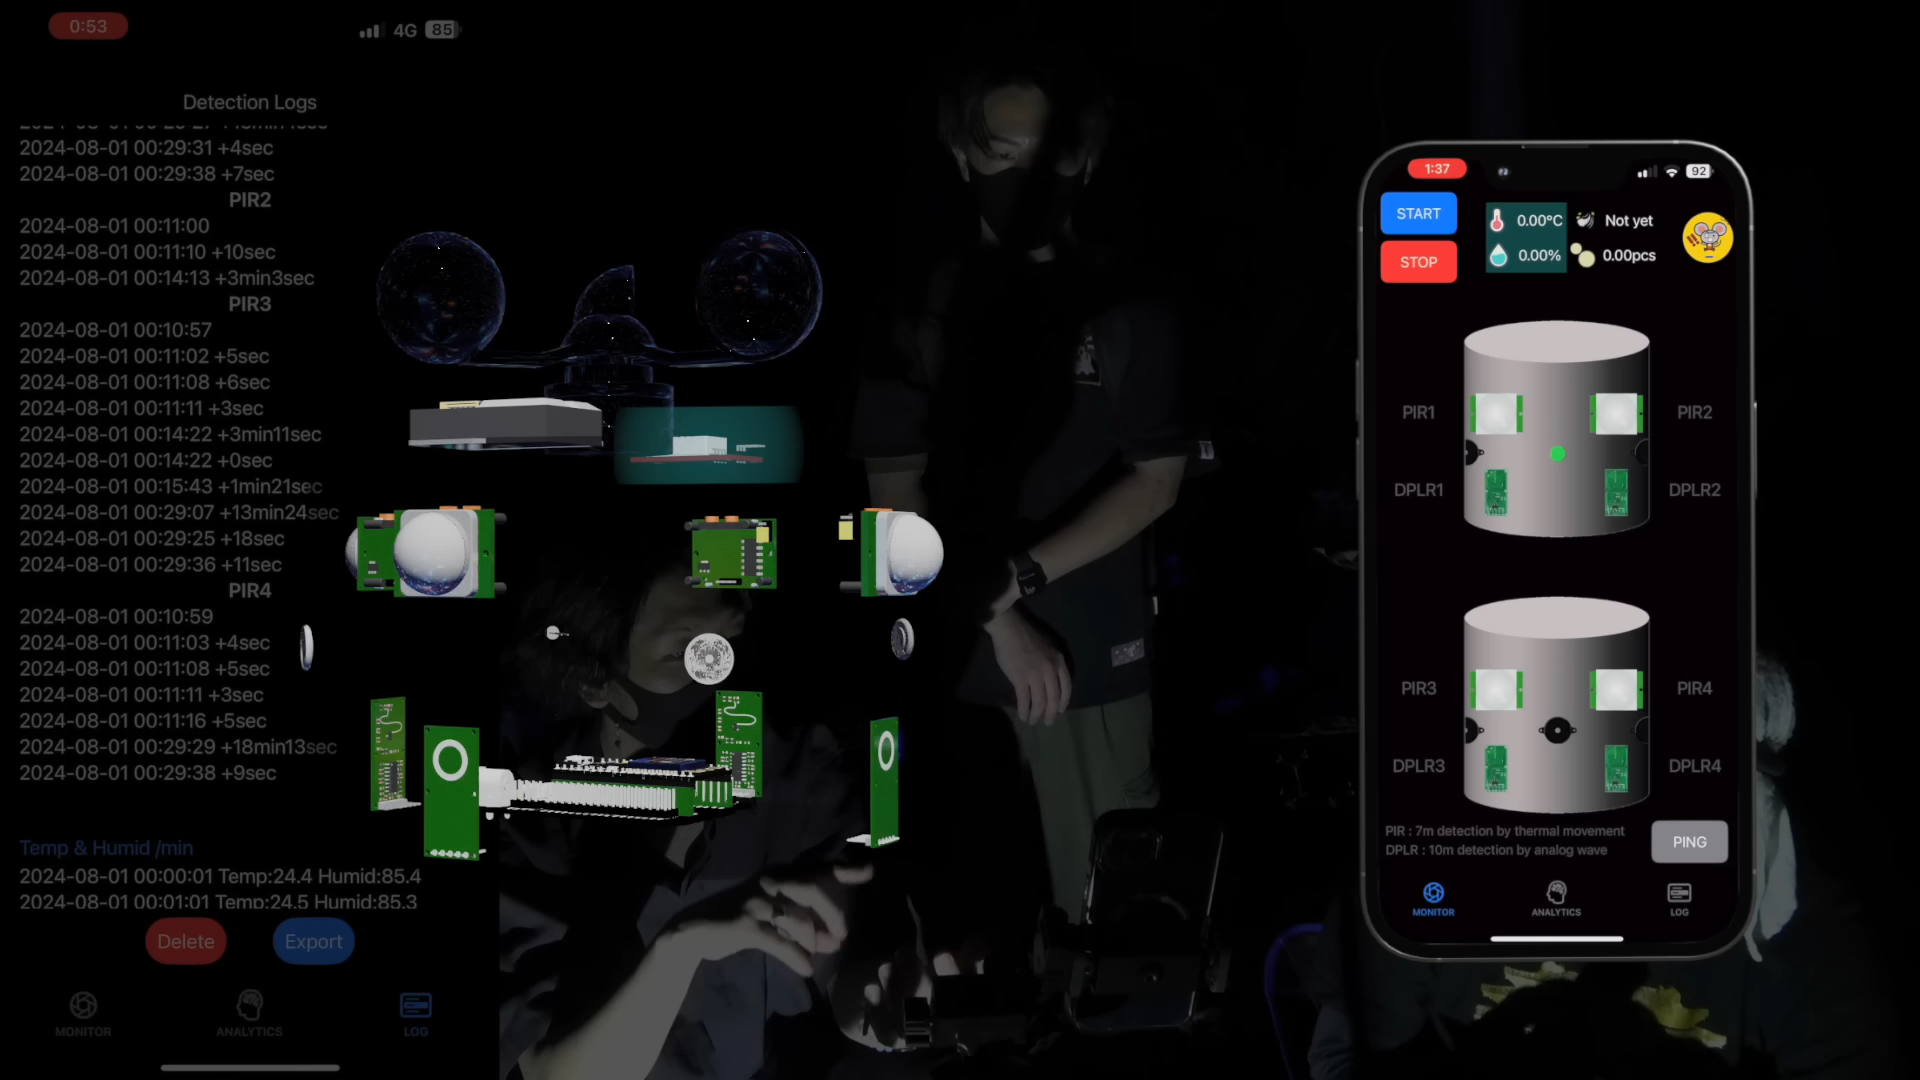 0:53
4G 85
Detection Logs
2024-08-01 00:29:31 +4sec
2024-08-01 00:29:38 +7sec
PIR2
2024-08-01 00:11:00
2024-08-01 00:11:10 +10sec
2024-08-01 00:14:13 +3min3sec
PIR3
2024-08-01 00:10:57
2024-08-01 00:11:02 +5sec
2024-08-01 00:11:08 +6sec
2024-08-01 00:11:11 +3sec
2024-08-01 00:14:22 +3min11sec
2024-08-01 00:14:22 +0sec
2024-08-01 00:15:43 +1min21sec
2024-08-01 00:29:07 +13min24sec
2024-08-01 00:29:25 +18sec
2024-08-01 00:29:36 +11sec
PIR4
2024-08-01 00:10:59
2024-08-01 00:11:03 +4sec
2024-08-01 00:11:08 +5sec
2024-08-01 00:11:11 +3sec
2024-08-01 00:11:16 +5sec
2024-08-01 00:29:29 +18min13sec
2024-08-01 00:29:38 +9sec
Temp & Humid /min
2024-08-01 00:00:01 Temp:24.4 Humid:85.4
2024-08-01 00:01:01 Temp:24.5 Humid:85.3
Delete Export
MONITOR ANALYTICS LOG
1:37 92
START 0.00°C Not yet
STOP 0.00% 0.00pcs
PIR1 PIR2
DPLR1 DPLR2
PIR3 PIR4
DPLR3 DPLR4
PIR : 7m detection by thermal movement
DPLR : 10m detection by analog wave
PING
MONITOR ANALYTICS LOG